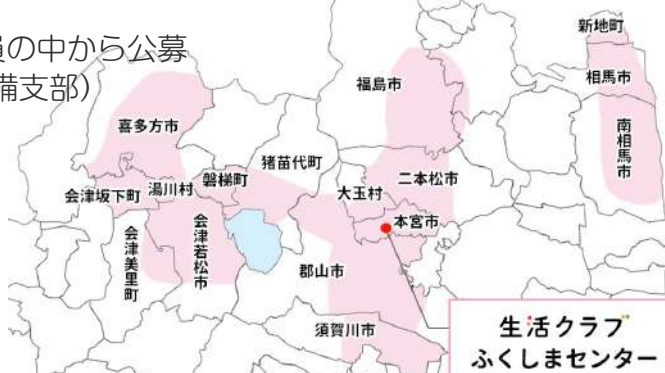 員の中から公募
備支部）
新地町
相馬市
南相馬市
福島市
喜多方市
猪苗代町
磐梯町
湯川村
会津坂下町
大玉村
二本松市
本宮市
会津美里町
会津若松市
郡山市
須賀川市
生活クラブ
ふくしまセンター